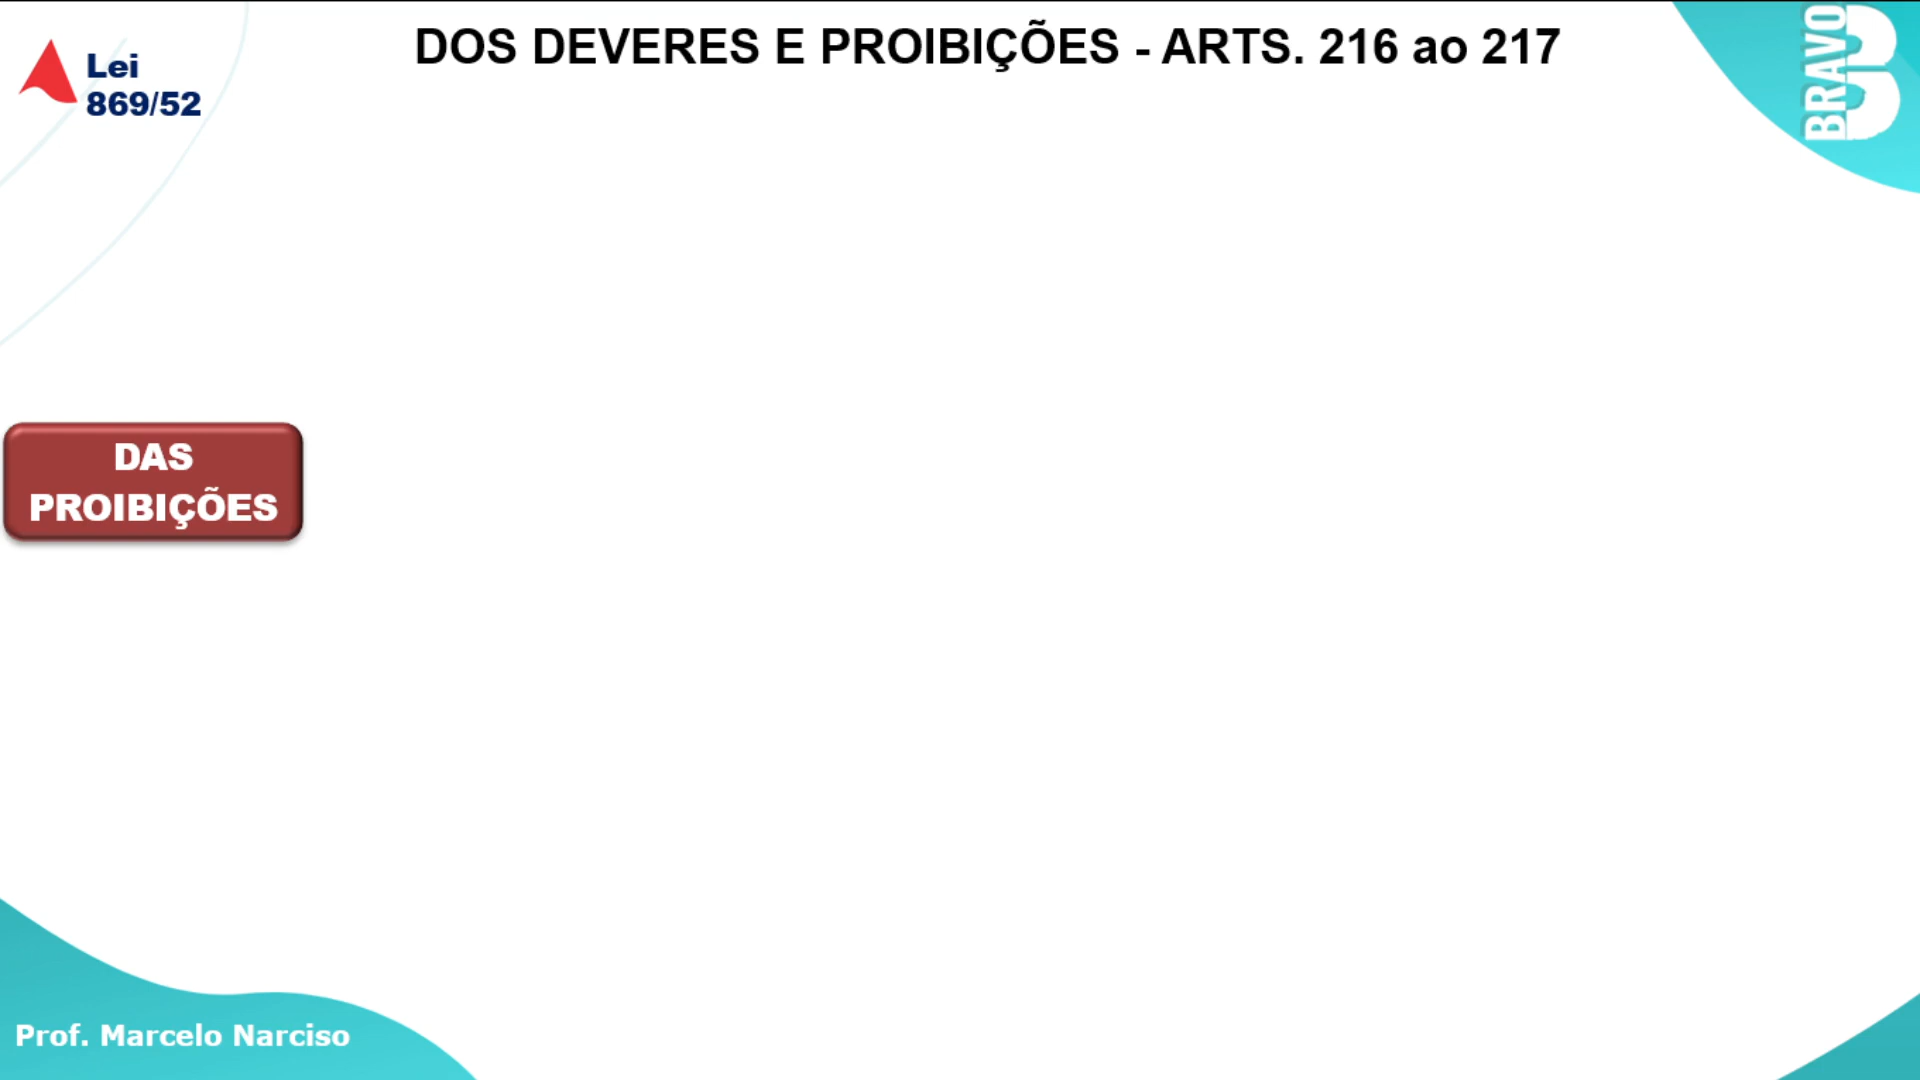 DOS DEVERES E PROIBIÇÕES - ARTS. 216 ao 217
Lei
869/52
BRAVO
DAS
PROIBIÇÕES
Prof. Marcelo Narciso